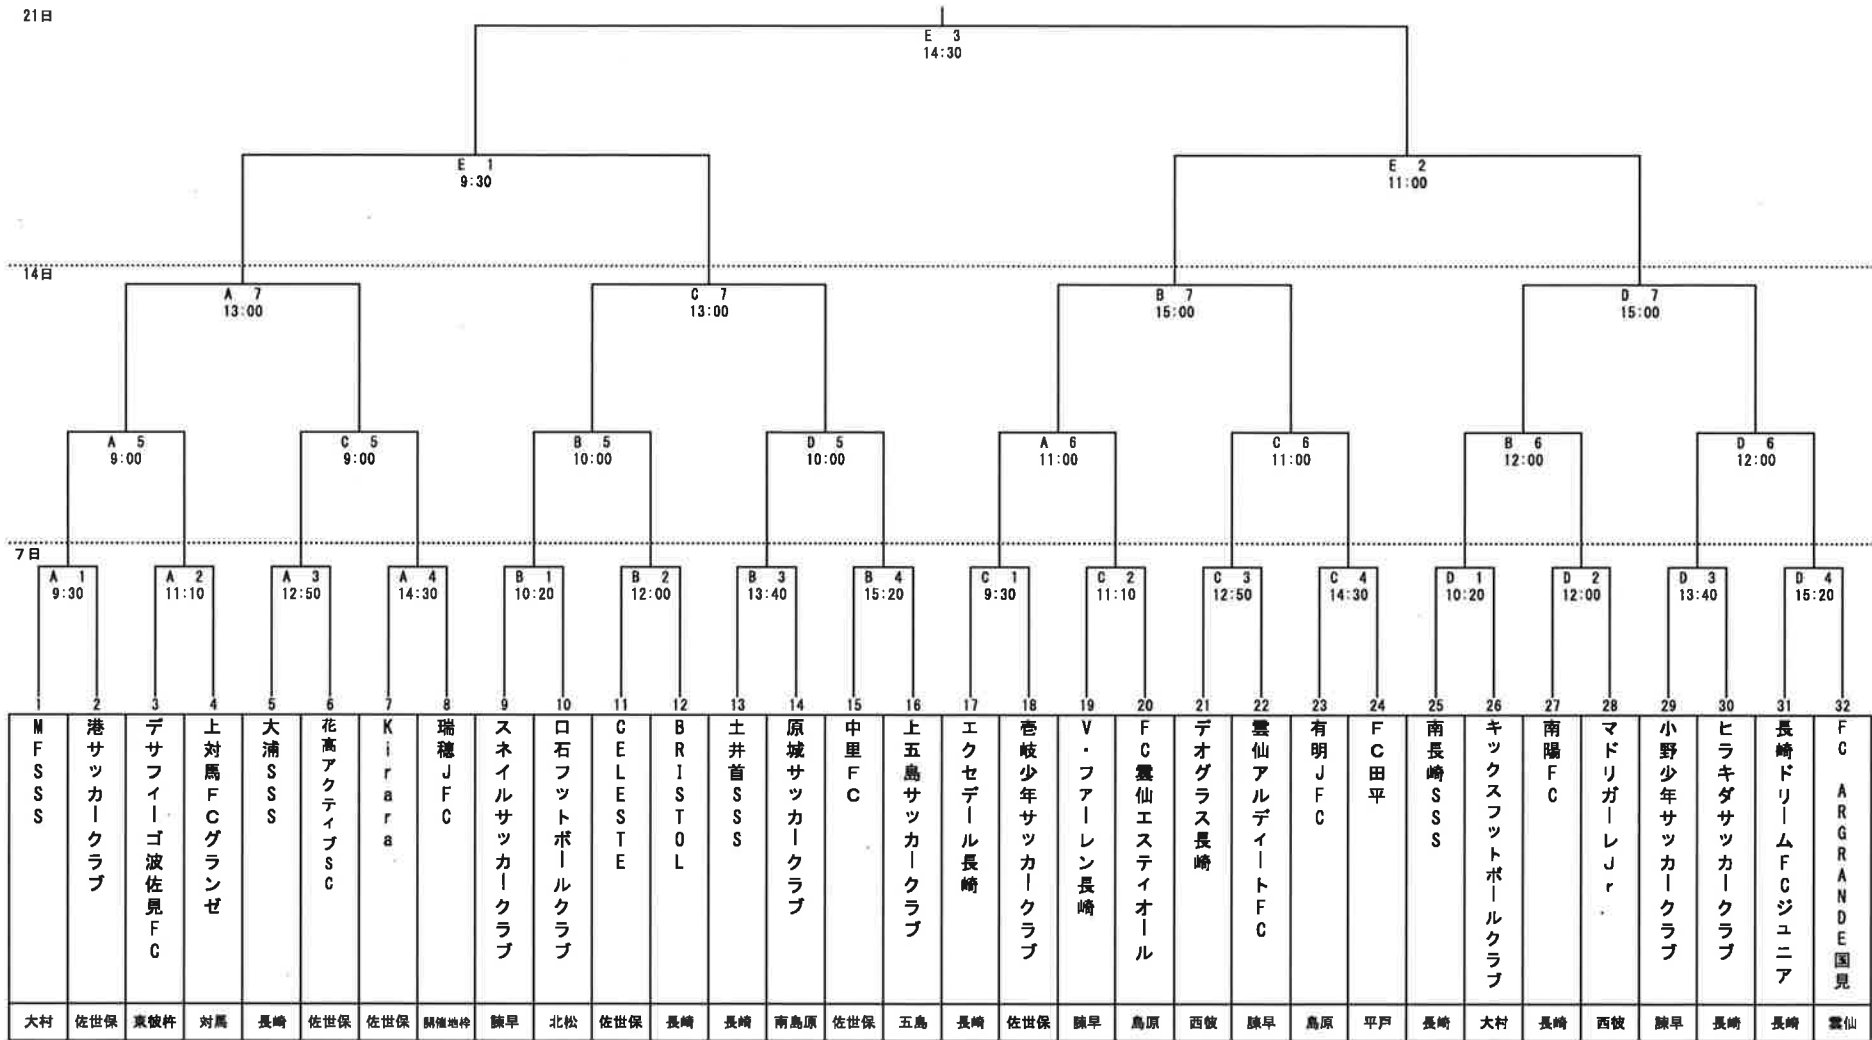 21日
E 3
14:30
E 1
9:30
E 2
11:00
14日
A 7
13:00
C 7
13:00
B 7
15:00
D 7
15:00
A 5
9:00
C 5
9:00
B 5
10:00
D 5
10:00
A 6
11:00
C 6
11:00
B 6
12:00
D 6
12:00
7日
A 1
9:30
A 2
11:10
A 3
12:50
A 4
14:30
B 1
10:20
B 2
12:00
B 3
13:40
B 4
15:20
C 1
9:30
C 2
11:10
C 3
12:50
C 4
14:30
D 1
10:20
D 2
12:00
D 3
13:40
D 4
15:20
1 2 3 4 5 6 7 8 9 10 11 12 13 14 15 16 17 18 19 20 21 22 23 24 25 26 27 28 29 30 31 32
MFSSS
港サッカークラブ
デサフィーゴ波佐見FC
上対馬FCグランゼ
大浦SSS
花高アクティブSC
Kirara
瑞穂JFC
スネイルサッカークラブ
口石フットボールクラブ
CELESTE
BRISTOL
土井首SSS
原城サッカークラブ
中里FC
上五島サッカークラブ
エクセデール長崎
壱岐少年サッカークラブ
V・ファーレン長崎
FC雲仙エスティオール
デオグラス長崎
雲仙アルディートFC
有明JFC
FC田平
南長崎SSS
キックスフットボールクラブ
南陽FC
マドリガーレJr
小野少年サッカークラブ
ヒラキダサッカークラブ
長崎ドリームFCジュニア
FC ARGRANDE国見
大村 佐世保 東彼杵 対馬 長崎 佐世保 佐世保 開催地枠 諫早 北松 佐世保 長崎 長崎 南島原 佐世保 五島 長崎 佐世保 諫早 島原 西彼 諫早 島原 平戸 長崎 大村 長崎 西彼 諫早 長崎 長崎 雲仙